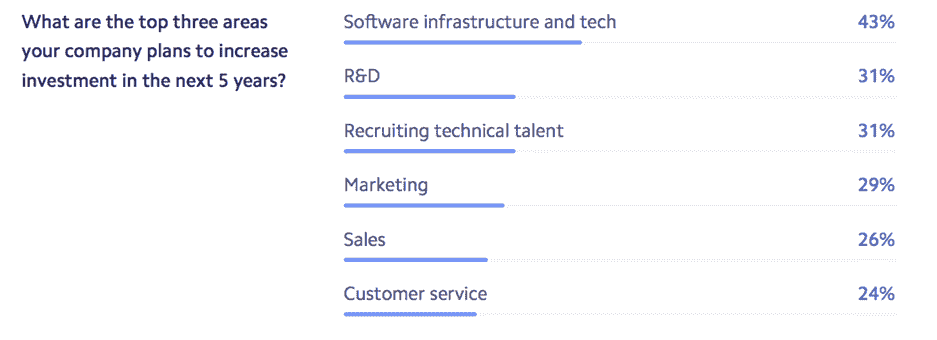 What are the top three areas
your company plans to increase
investment in the next 5 years?
Software infrastructure and tech 43%
R&D 31%
Recruiting technical talent 31%
Marketing 29%
Sales 26%
Customer service 24%